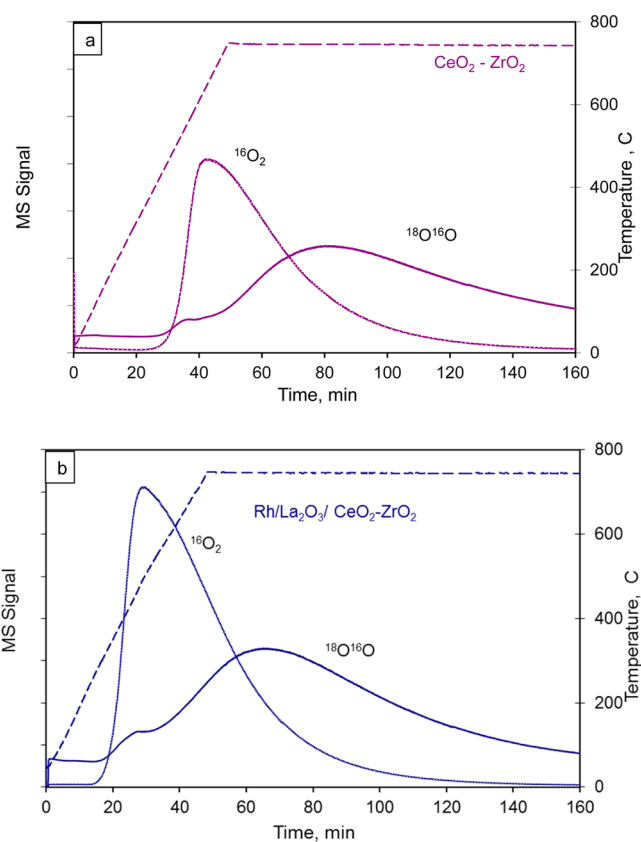 a
800
CeO₂ - ZrO₂
600
¹⁶O₂
MS Signal
400
Temperature , C
¹⁸O¹⁶O
200
0
0 20 40 60 80 100 120 140 160
Time, min
b
800
Rh/La₂O₃/ CeO₂-ZrO₂
600
¹⁶O₂
MS Signal
400
Temperature, C
¹⁸O¹⁶O
200
0
0 20 40 60 80 100 120 140 160
Time, min